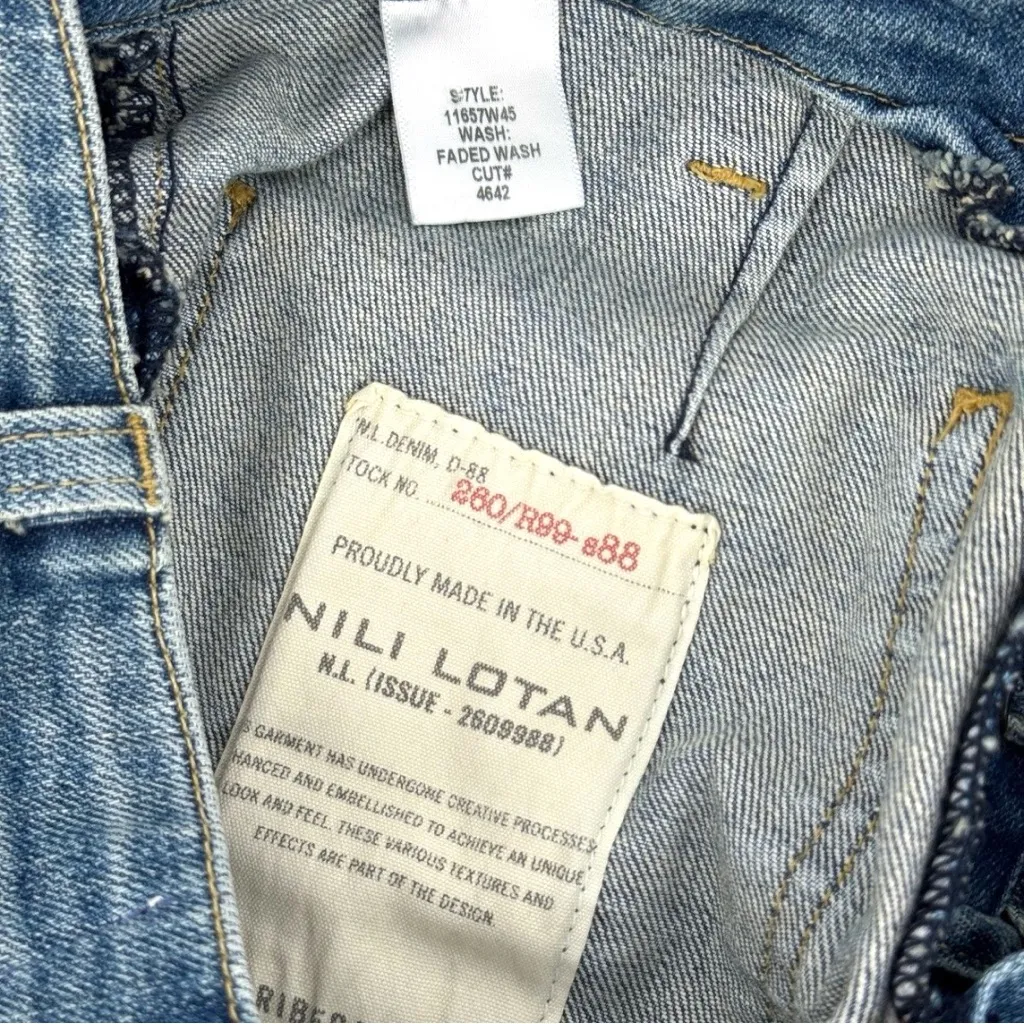 STYLE:
11657W45
WASH:
FADED WASH
CUT#
4642
N.L.DENIM, D-88
TOCK NO. ....
260/R99-s88
PROUDLY MADE IN THE U.S.A.
NILI LOTAN
N.L. (ISSUE - 2609988)
S GARMENT HAS UNDERGONE CREATIVE PROCESSES,
HANCED AND EMBELLISHED TO ACHIEVE AN UNIQUE
LOOK AND FEEL. THESE VARIOUS TEXTURES AND
EFFECTS ARE PART OF THE DESIGN.